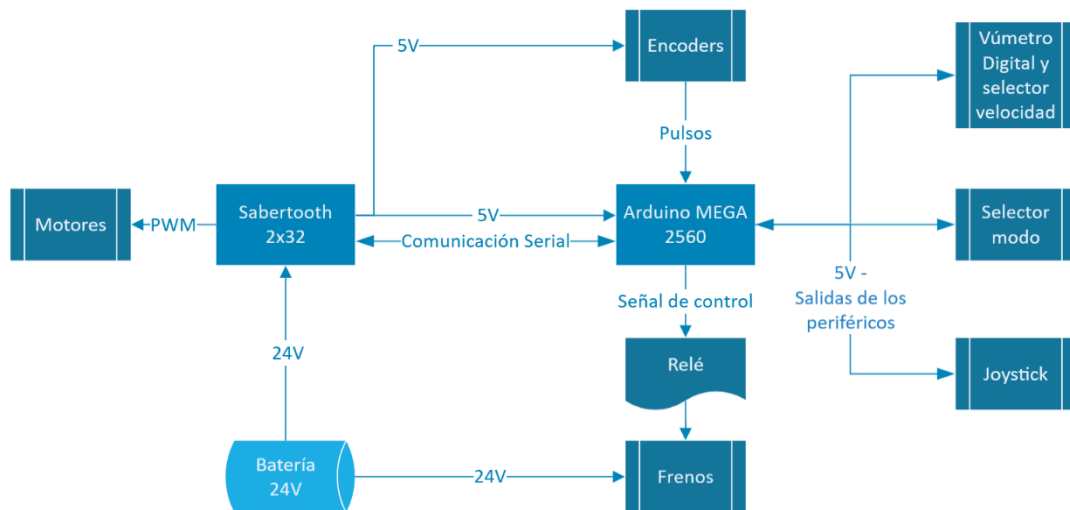 5V
Encoders
Vúmetro
Digital y
selector
velocidad
Pulsos
Motores
PWM
Sabertooth
2x32
5V
Comunicación Serial
Arduino MEGA
2560
Selector
modo
5V -
Salidas de los
periféricos
Señal de control
24V
Relé
Joystick
Batería
24V
24V
Frenos